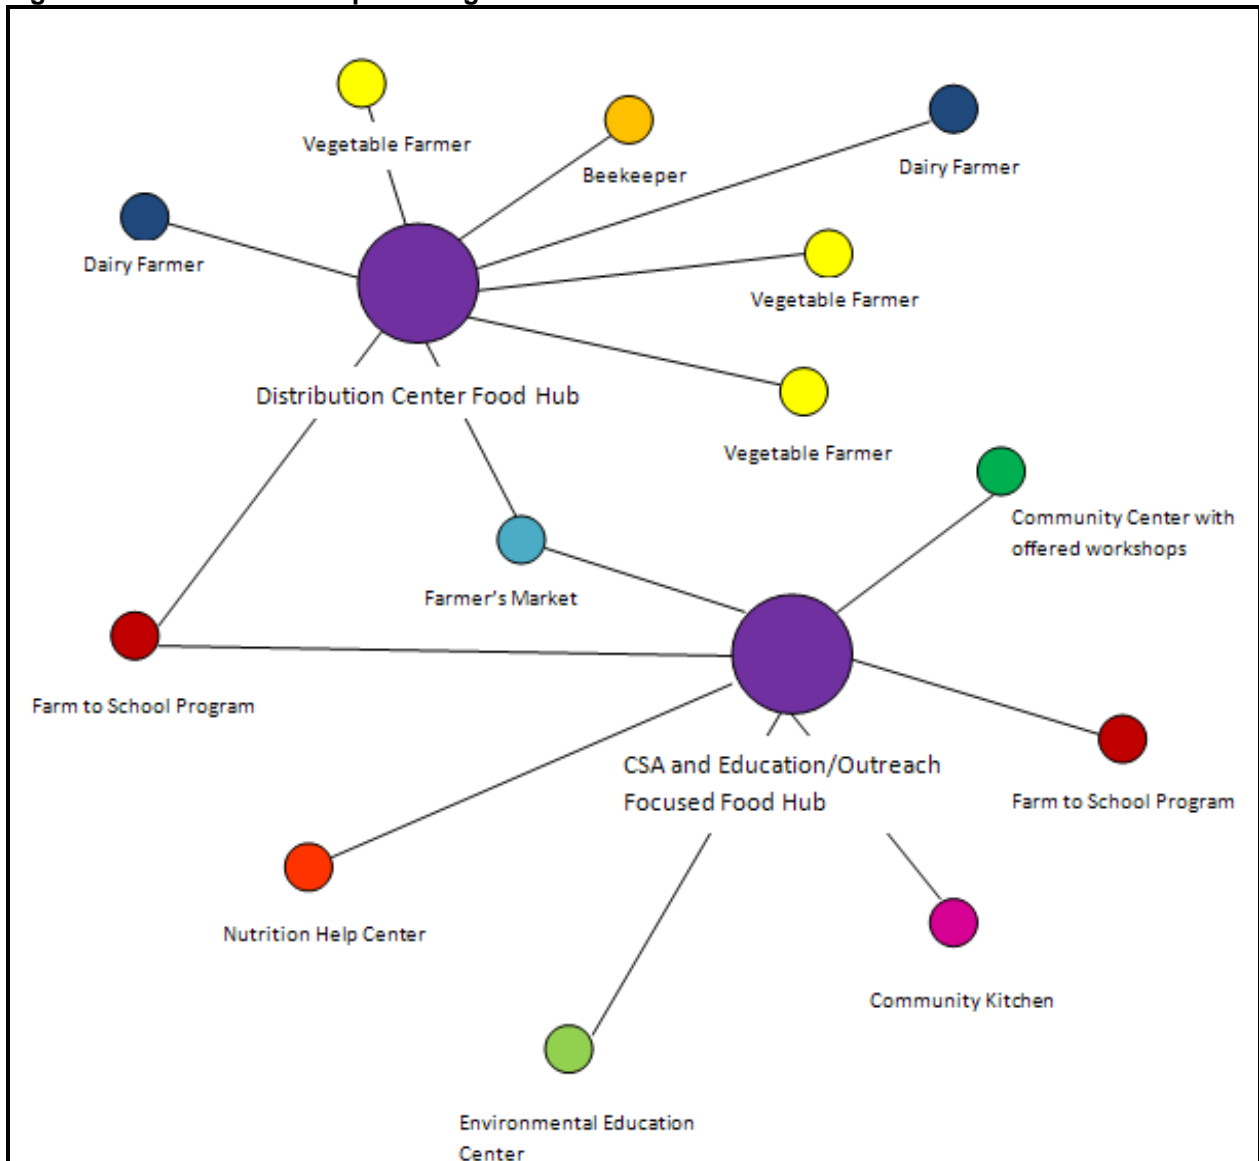 Vegetable Farmer
Beekeeper
Dairy Farmer
Dairy Farmer
Vegetable Farmer
Distribution Center Food Hub
Vegetable Farmer
Community Center with
offered workshops
Farmer's Market
Farm to School Program
CSA and Education/Outreach
Focused Food Hub
Farm to School Program
Nutrition Help Center
Community Kitchen
Environmental Education
Center